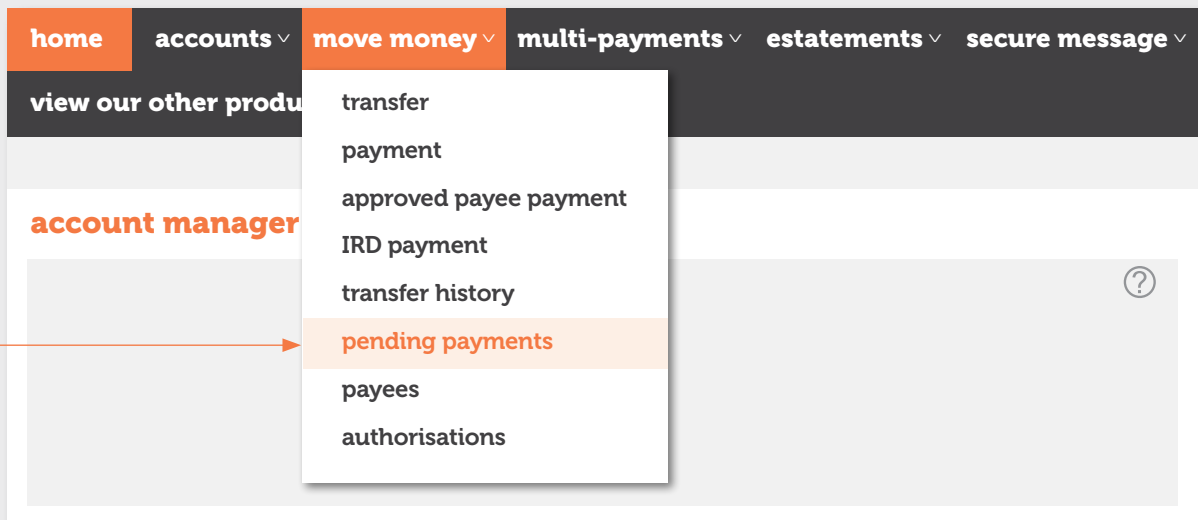 home accounts move money multi-payments estatements secure message
view our other produ
transfer
payment
approved payee payment
account manager
IRD payment
transfer history
?
pending payments
payees
authorisations